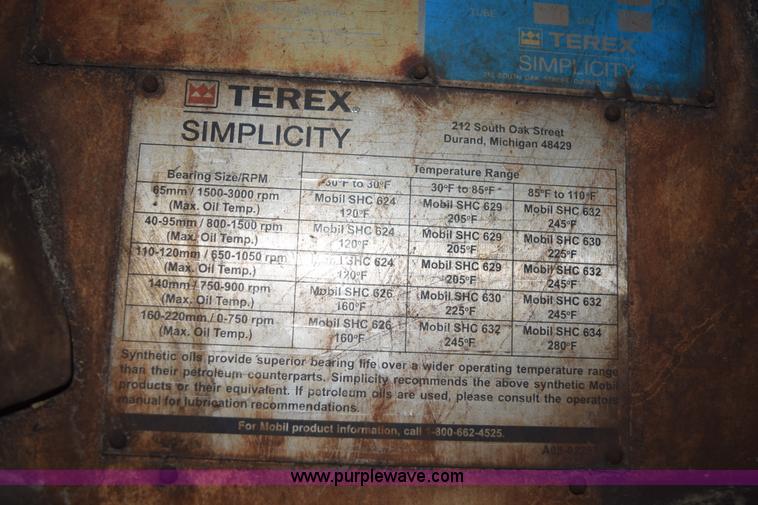 TUBE
TEREX
SIMPLICITY
TEREX
SIMPLICITY
212 South Oak Street
Durand, Michigan 48429
Bearing Size/RPM Temperature Range
-30°F to 30°F 30°F to 85°F 85°F to 110°F
65mm / 1500-3000 rpm (Max. Oil Temp.) Mobil SHC 624 120°F Mobil SHC 629 205°F Mobil SHC 632 245°F
40-95mm / 800-1500 rpm (Max. Oil Temp.) Mobil SHC 624 120°F Mobil SHC 629 205°F Mobil SHC 630 225°F
110-120mm / 650-1050 rpm (Max. Oil Temp.) Mobil SHC 624 120°F Mobil SHC 629 205°F Mobil SHC 632 245°F
140mm / 750-900 rpm (Max. Oil Temp.) Mobil SHC 626 160°F Mobil SHC 630 225°F Mobil SHC 632 245°F
160-220mm / 0-750 rpm (Max. Oil Temp.) Mobil SHC 626 160°F Mobil SHC 632 245°F Mobil SHC 634 280°F
Synthetic oils provide superior bearing life over a wider operating temperature range
than their petroleum counterparts. Simplicity recommends the above synthetic Mobil
products or their equivalent. If petroleum oils are used, please consult the operators
manual for lubrication recommendations.
For Mobil product information, call 1-800-662-4525.
www.purplewave.com